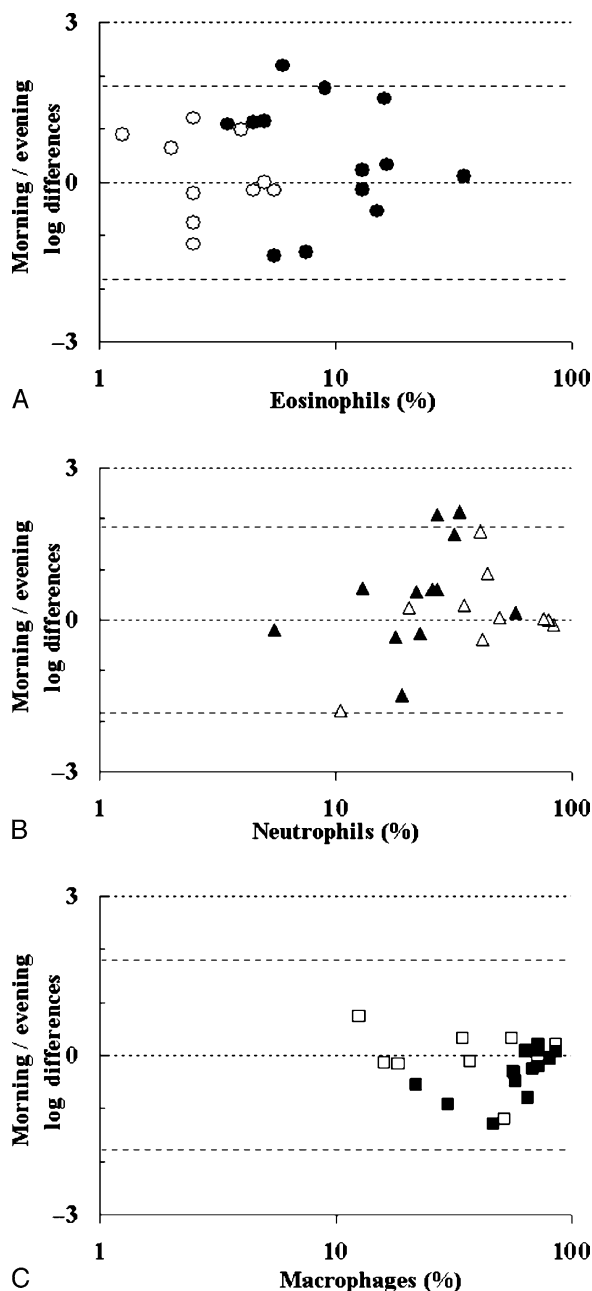 3
Morning / evening
log differences
0
−3
1
10
100
A
Eosinophils (%)
3
Morning / evening
log differences
0
−3
1
10
100
B
Neutrophils (%)
3
Morning / evening
log differences
0
−3
1
10
100
C
Macrophages (%)